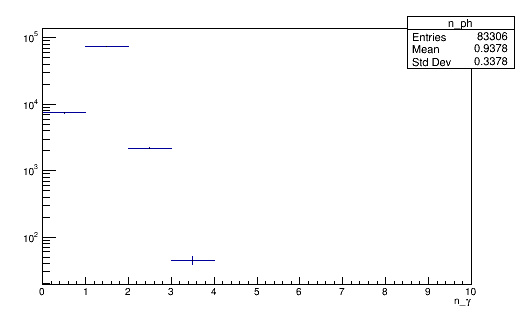 n_ph
Entries 83306
Mean 0.9378
Std Dev 0.3378
10^5
10^4
10^3
10^2
0 1 2 3 4 5 6 7 8 9 10
n_γ